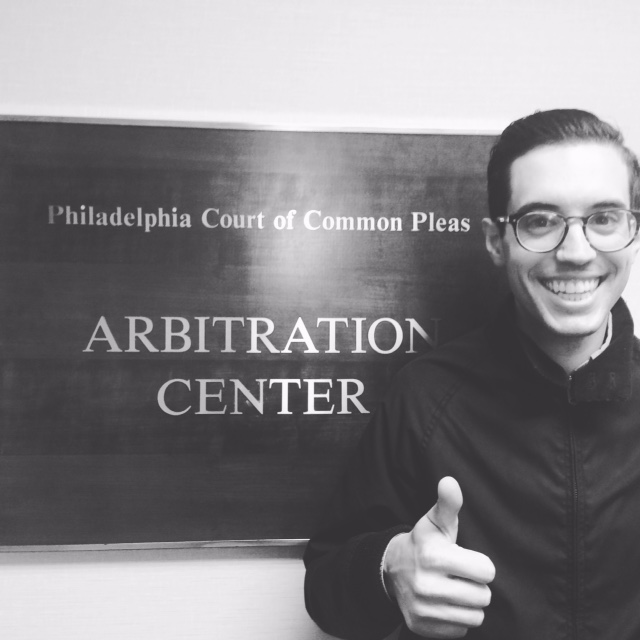 Philadelphia Court of Common Pleas
ARBITRATION
CENTER